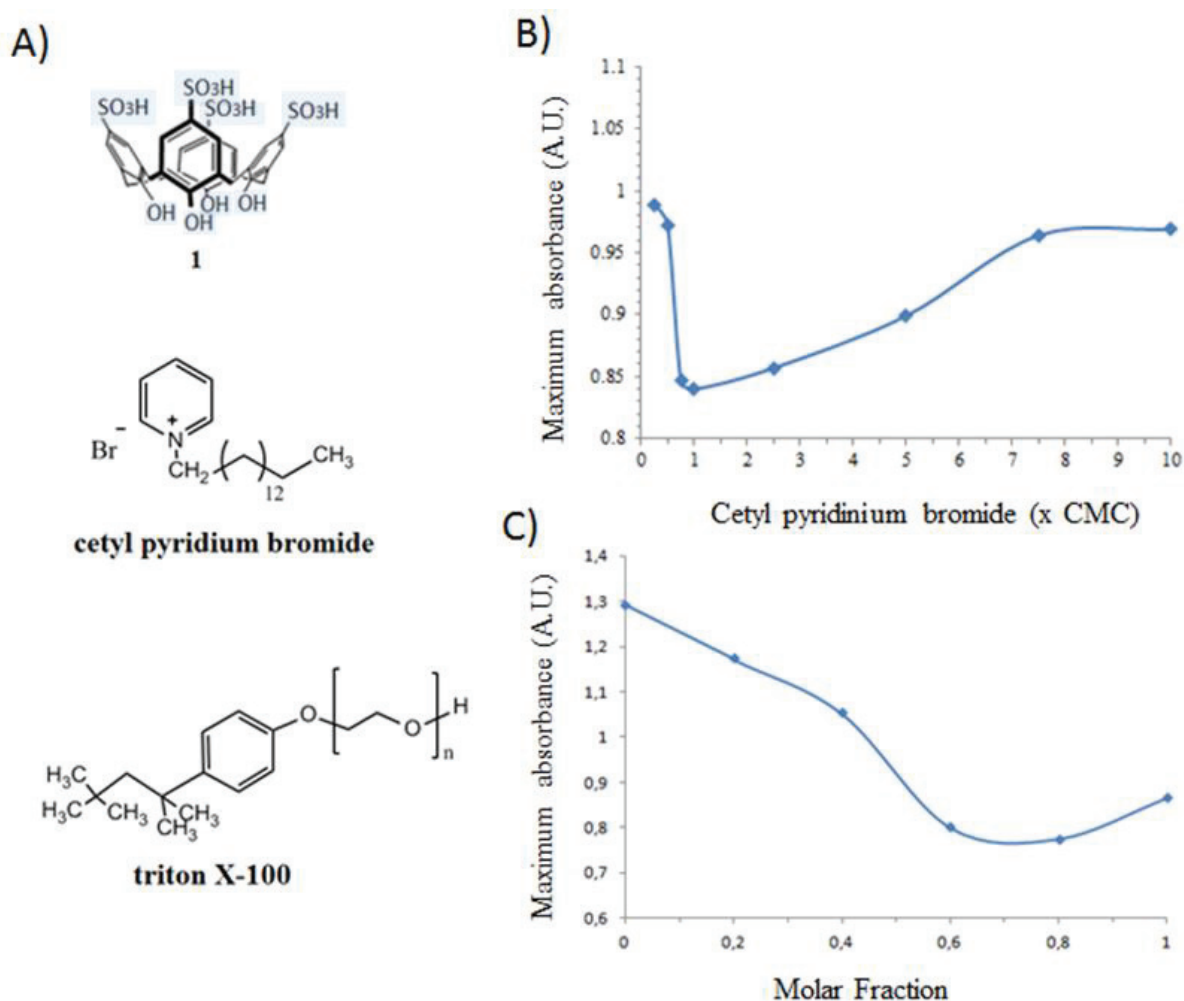 A)
SO3H
SO3H
SO3H
SO3H
OH
OH
OH
OH
1
Br
−
N
+
CH2
12
CH3
cetyl pyridium bromide
O
O
H
n
H3C
H3C
CH3
CH3
CH3
triton X-100
B)
Maximum absorbance (A.U.)
1.1
1.05
1
0.95
0.9
0.85
0.8
0 1 2 3 4 5 6 7 8 9 10
Cetyl pyridinium bromide (x CMC)
C)
Maximum absorbance (A.U.)
1,4
1,3
1,2
1,1
1
0,9
0,8
0,7
0,6
0 0,2 0,4 0,6 0,8 1
Molar Fraction